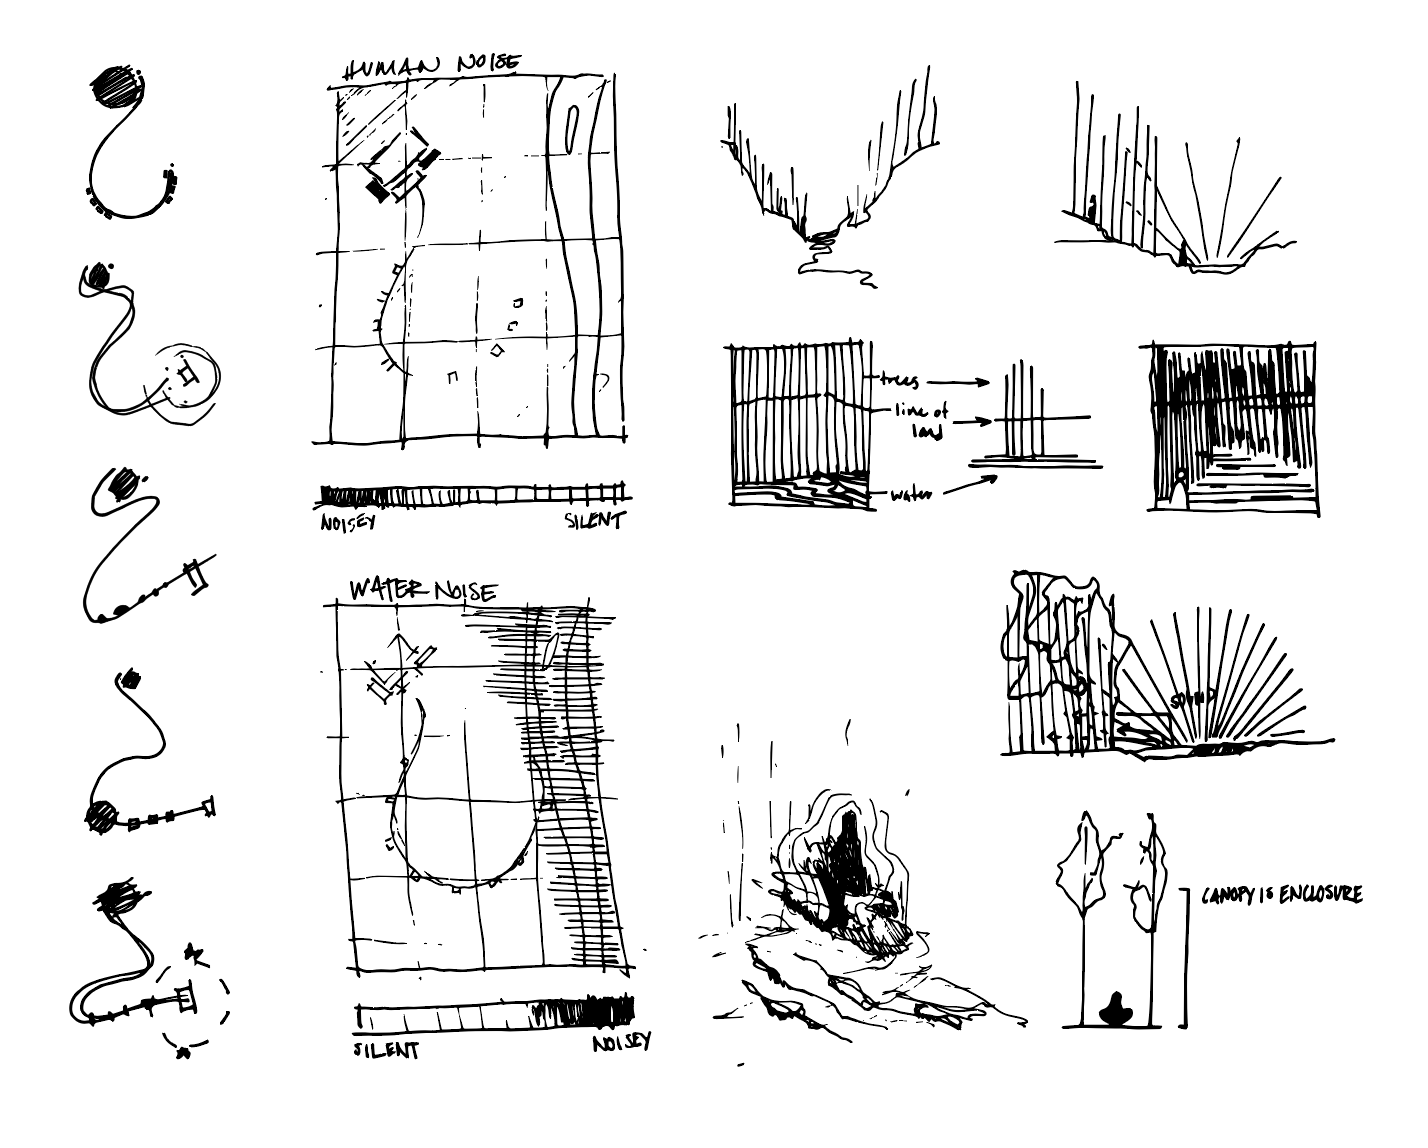 HUMAN NOISE
NOISEY
SILENT
WATER NOISE
SILENT
NOISEY
trees
line of
land
water
SOUND
CANOPY IS ENCLOSURE